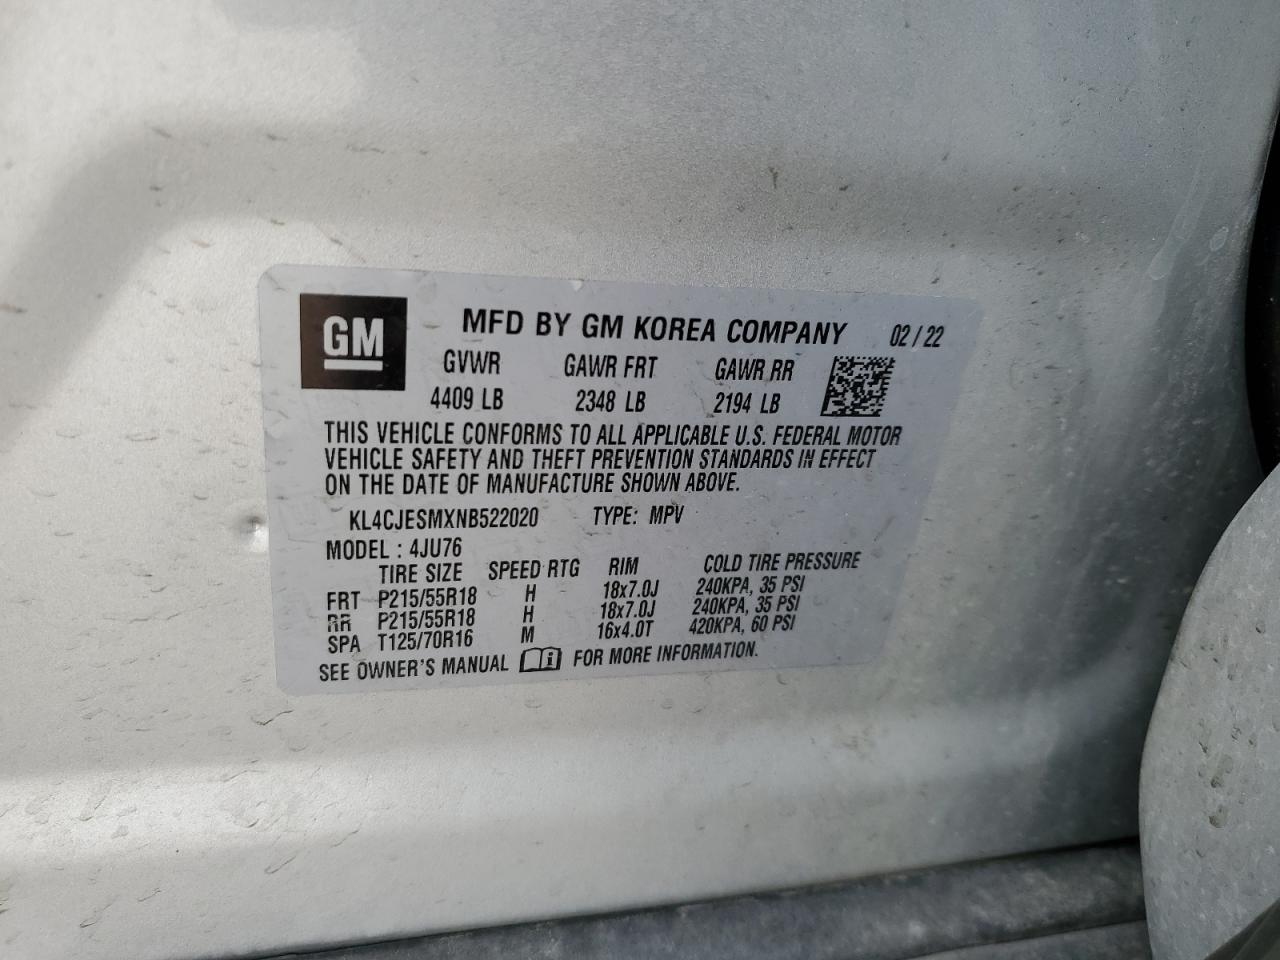 GM MFD BY GM KOREA COMPANY 02 / 22
GVWR GAWR FRT GAWR RR
4409 LB 2348 LB 2194 LB
THIS VEHICLE CONFORMS TO ALL APPLICABLE U.S. FEDERAL MOTOR
VEHICLE SAFETY AND THEFT PREVENTION STANDARDS IN EFFECT
ON THE DATE OF MANUFACTURE SHOWN ABOVE.
KL4CJESMXNB522020 TYPE: MPV
MODEL : 4JU76
TIRE SIZE SPEED RTG RIM COLD TIRE PRESSURE
FRT P215/55R18 H 18x7.0J 240KPA, 35 PSI
RR P215/55R18 H 18x7.0J 240KPA, 35 PSI
SPA T125/70R16 M 16x4.0T 420KPA, 60 PSI
SEE OWNER'S MANUAL FOR MORE INFORMATION.